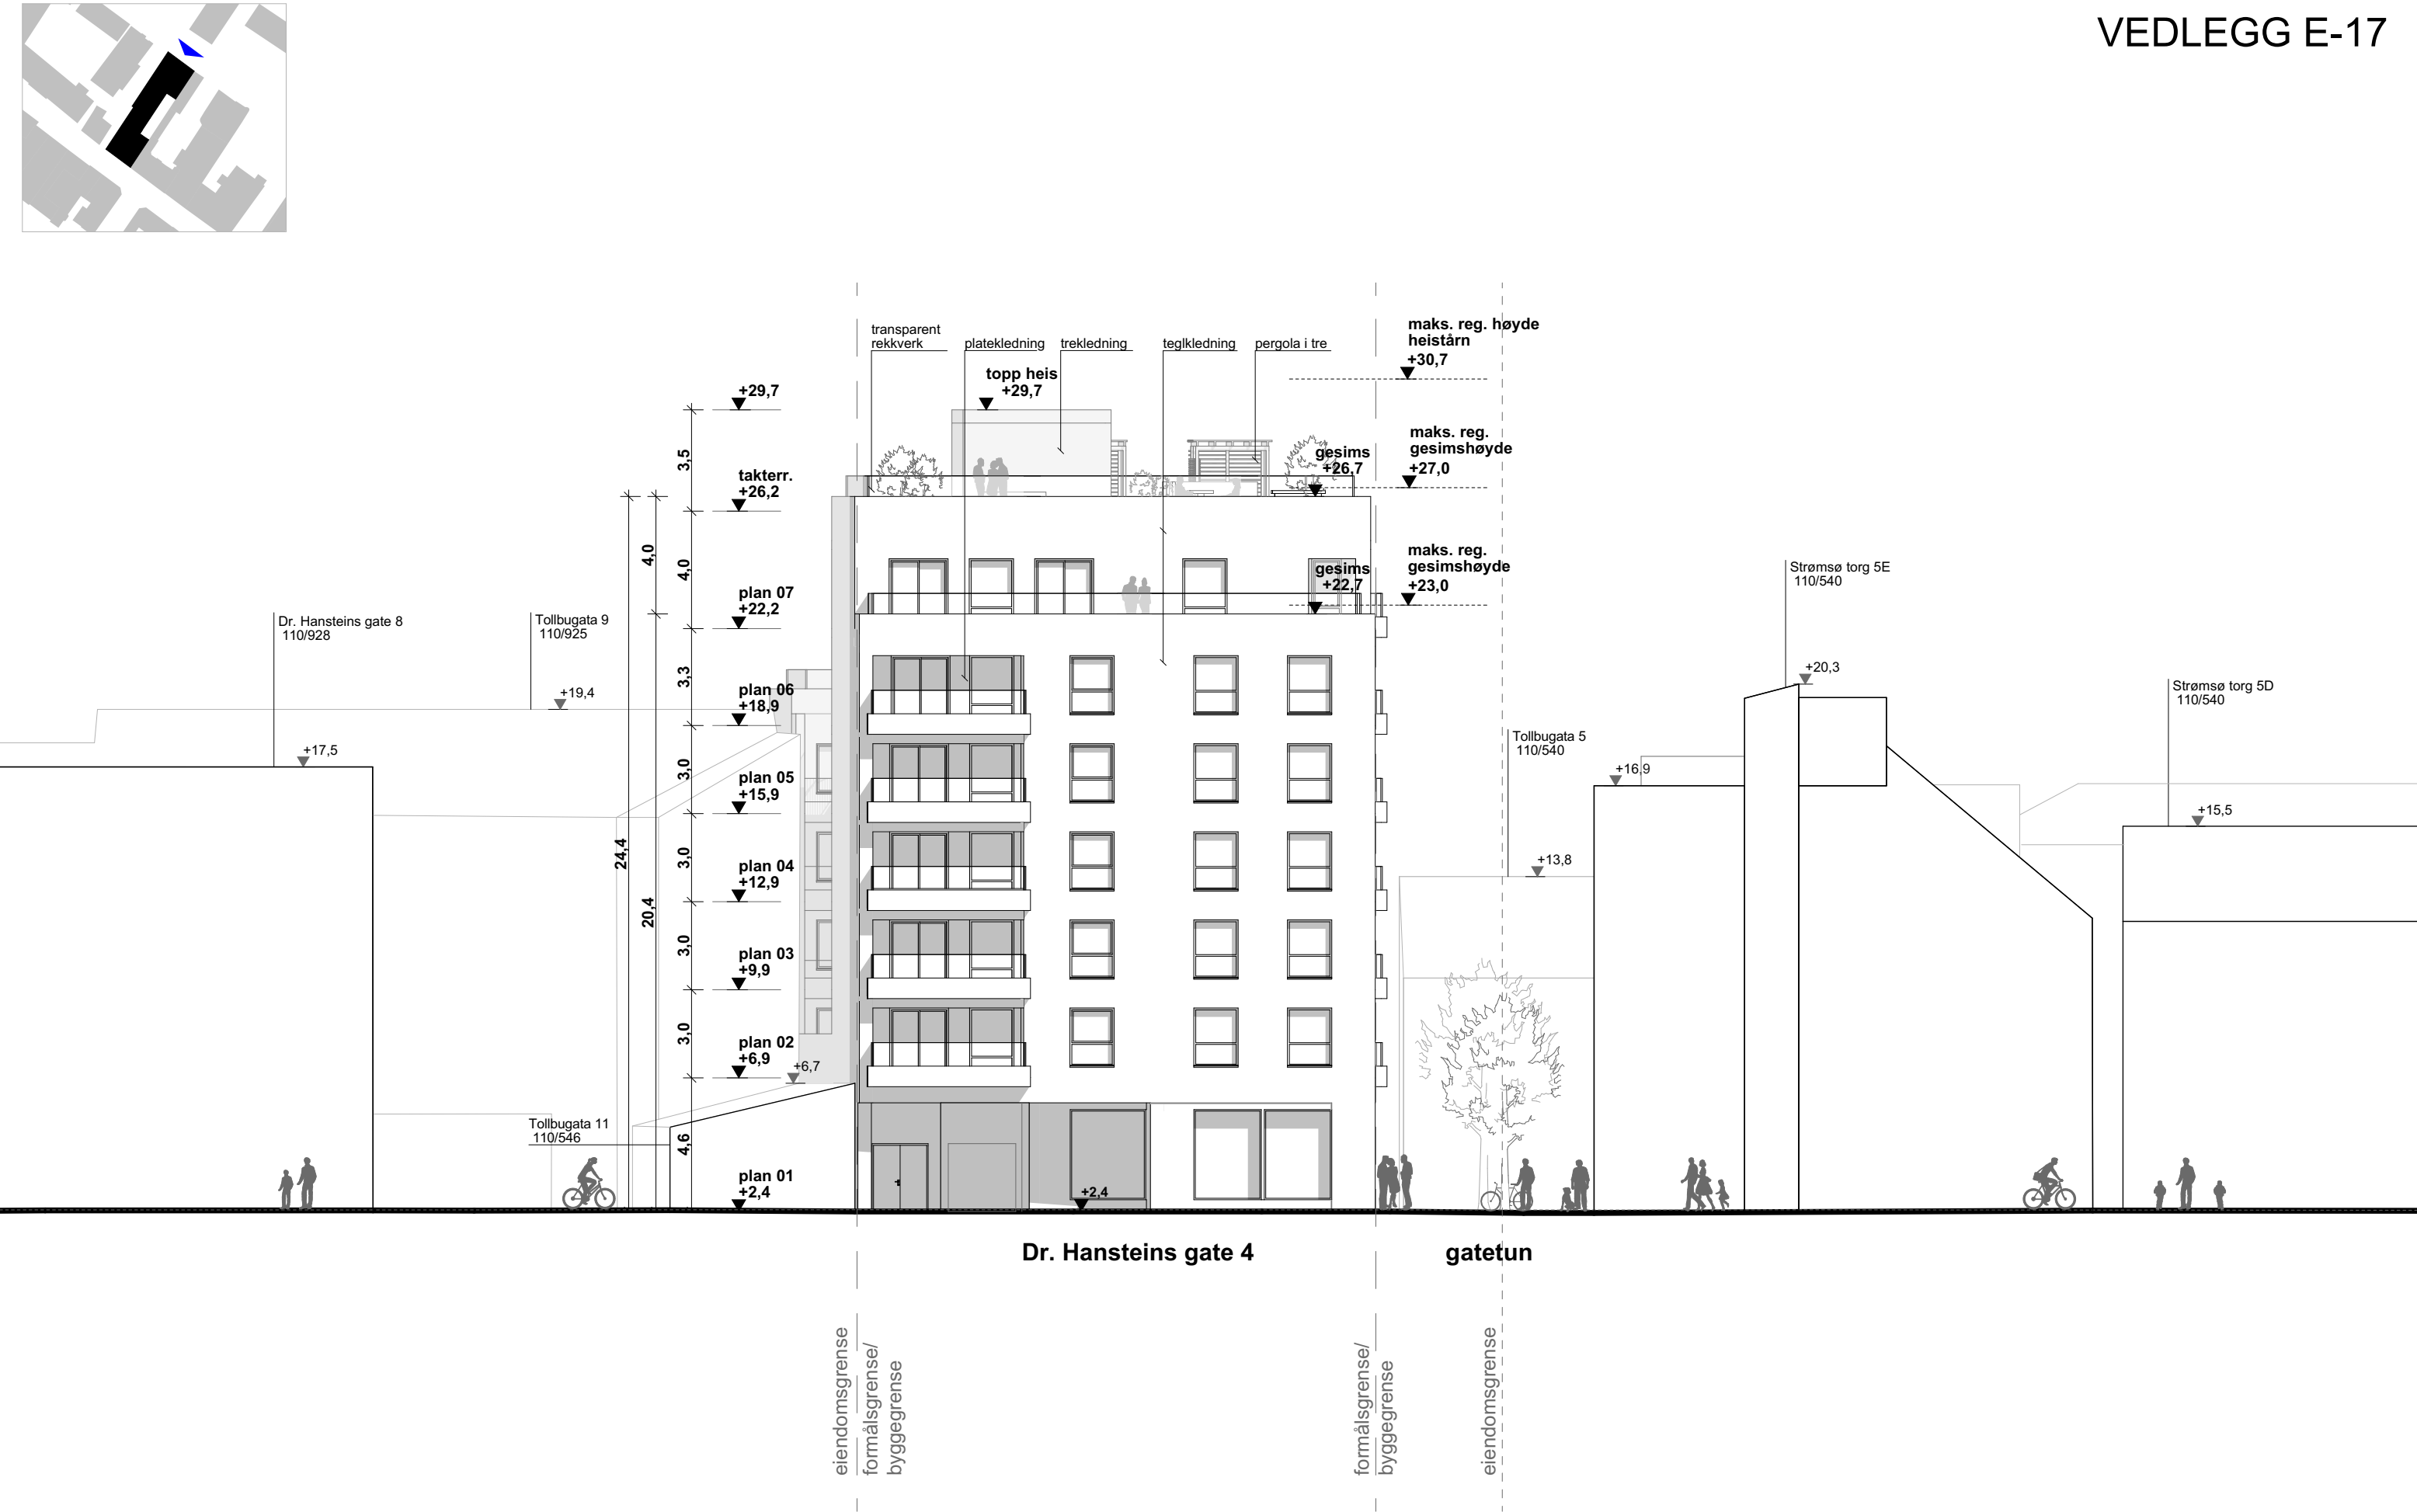 VEDLEGG E-17
transparent
rekkverk
platekledning
trekledning
teglkledning
pergola i tre
topp heis
+29,7
maks. reg. høyde
heistårn
+30,7
maks. reg.
gesimshøyde
+27,0
gesims
+26,7
maks. reg.
gesimshøyde
+23,0
gesims
+22,7
+29,7
takterr.
+26,2
plan 07
+22,2
plan 06
+18,9
plan 05
+15,9
plan 04
+12,9
plan 03
+9,9
plan 02
+6,9
plan 01
+2,4
3,5
4,0
3,3
3,0
3,0
3,0
3,0
4,6
4,0
20,4
24,4
Dr. Hansteins gate 8
110/928
+17,5
Tollbugata 9
110/925
+19,4
Tollbugata 11
110/546
+6,7
+2,4
Tollbugata 5
110/540
+13,8
+16,9
Strømsø torg 5E
110/540
+20,3
Strømsø torg 5D
110/540
+15,5
Dr. Hansteins gate 4
gatetun
eiendomsgrense
formålsgrense/
byggegrense
formålsgrense/
byggegrense
eiendomsgrense